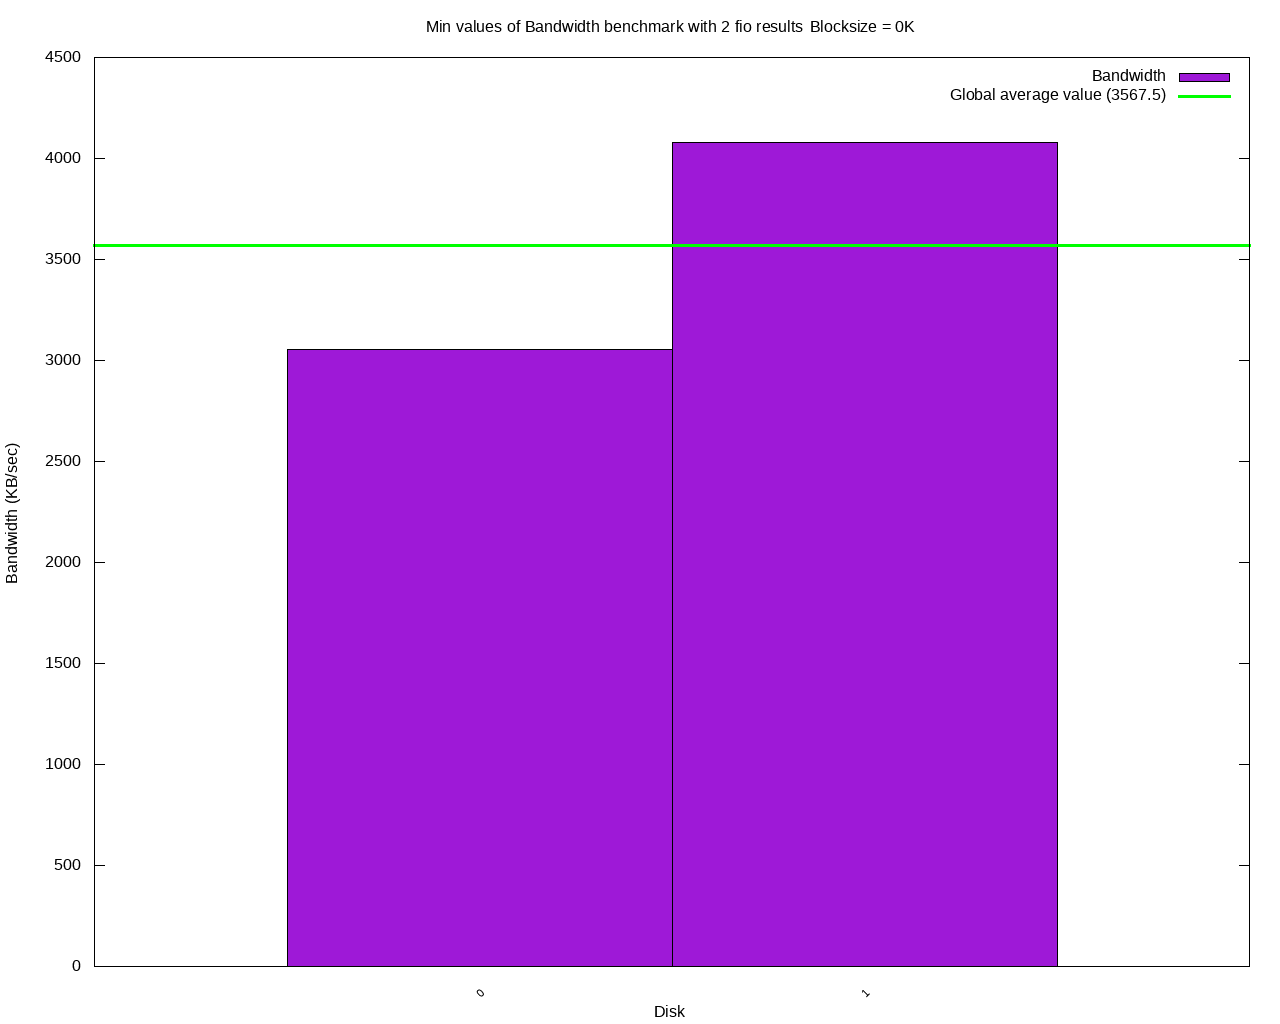 Min values of Bandwidth benchmark with 2 fio results Blocksize = 0K
Bandwidth
Global average value (3567.5)
4500
4000
3500
3000
2500
2000
1500
1000
500
0
Bandwidth (KB/sec)
0
1
Disk